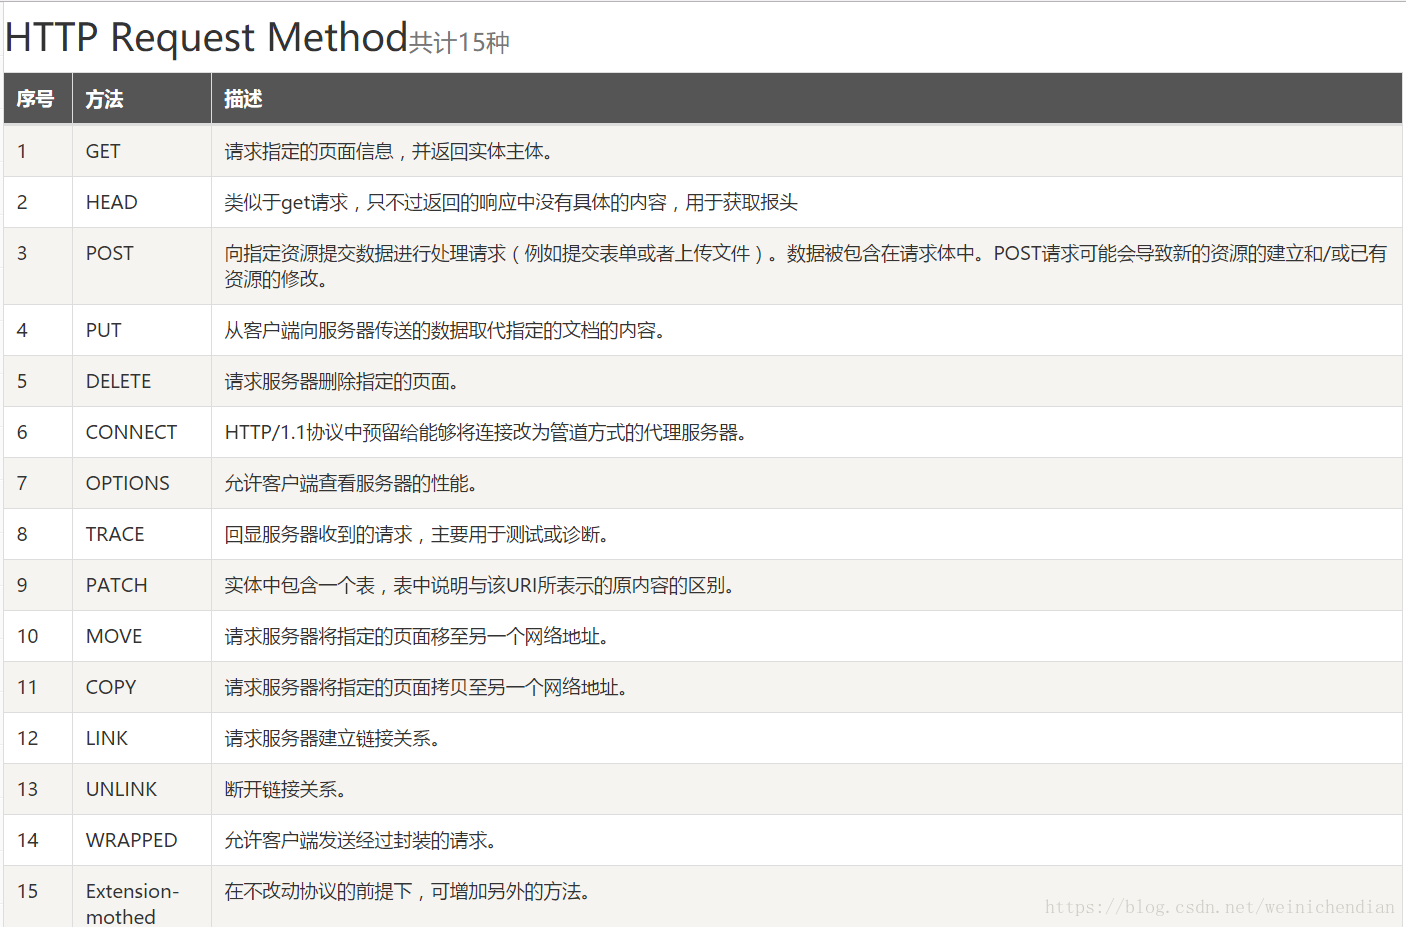 HTTP Request Method共计15种
序号 方法 描述
1 GET 请求指定的页面信息，并返回实体主体。
2 HEAD 类似于get请求，只不过返回的响应中没有具体的内容，用于获取报头
3 POST 向指定资源提交数据进行处理请求（例如提交表单或者上传文件）。数据被包含在请求体中。POST请求可能会导致新的资源的建立和/或已有
资源的修改。
4 PUT 从客户端向服务器传送的数据取代指定的文档的内容。
5 DELETE 请求服务器删除指定的页面。
6 CONNECT HTTP/1.1协议中预留给能够将连接改为管道方式的代理服务器。
7 OPTIONS 允许客户端查看服务器的性能。
8 TRACE 回显服务器收到的请求，主要用于测试或诊断。
9 PATCH 实体中包含一个表，表中说明与该URI所表示的原内容的区别。
10 MOVE 请求服务器将指定的页面移至另一个网络地址。
11 COPY 请求服务器将指定的页面拷贝至另一个网络地址。
12 LINK 请求服务器建立链接关系。
13 UNLINK 断开链接关系。
14 WRAPPED 允许客户端发送经过封装的请求。
15 Extension- 在不改动协议的前提下，可增加另外的方法。
mothed
https://blog.csdn.net/weinichendian